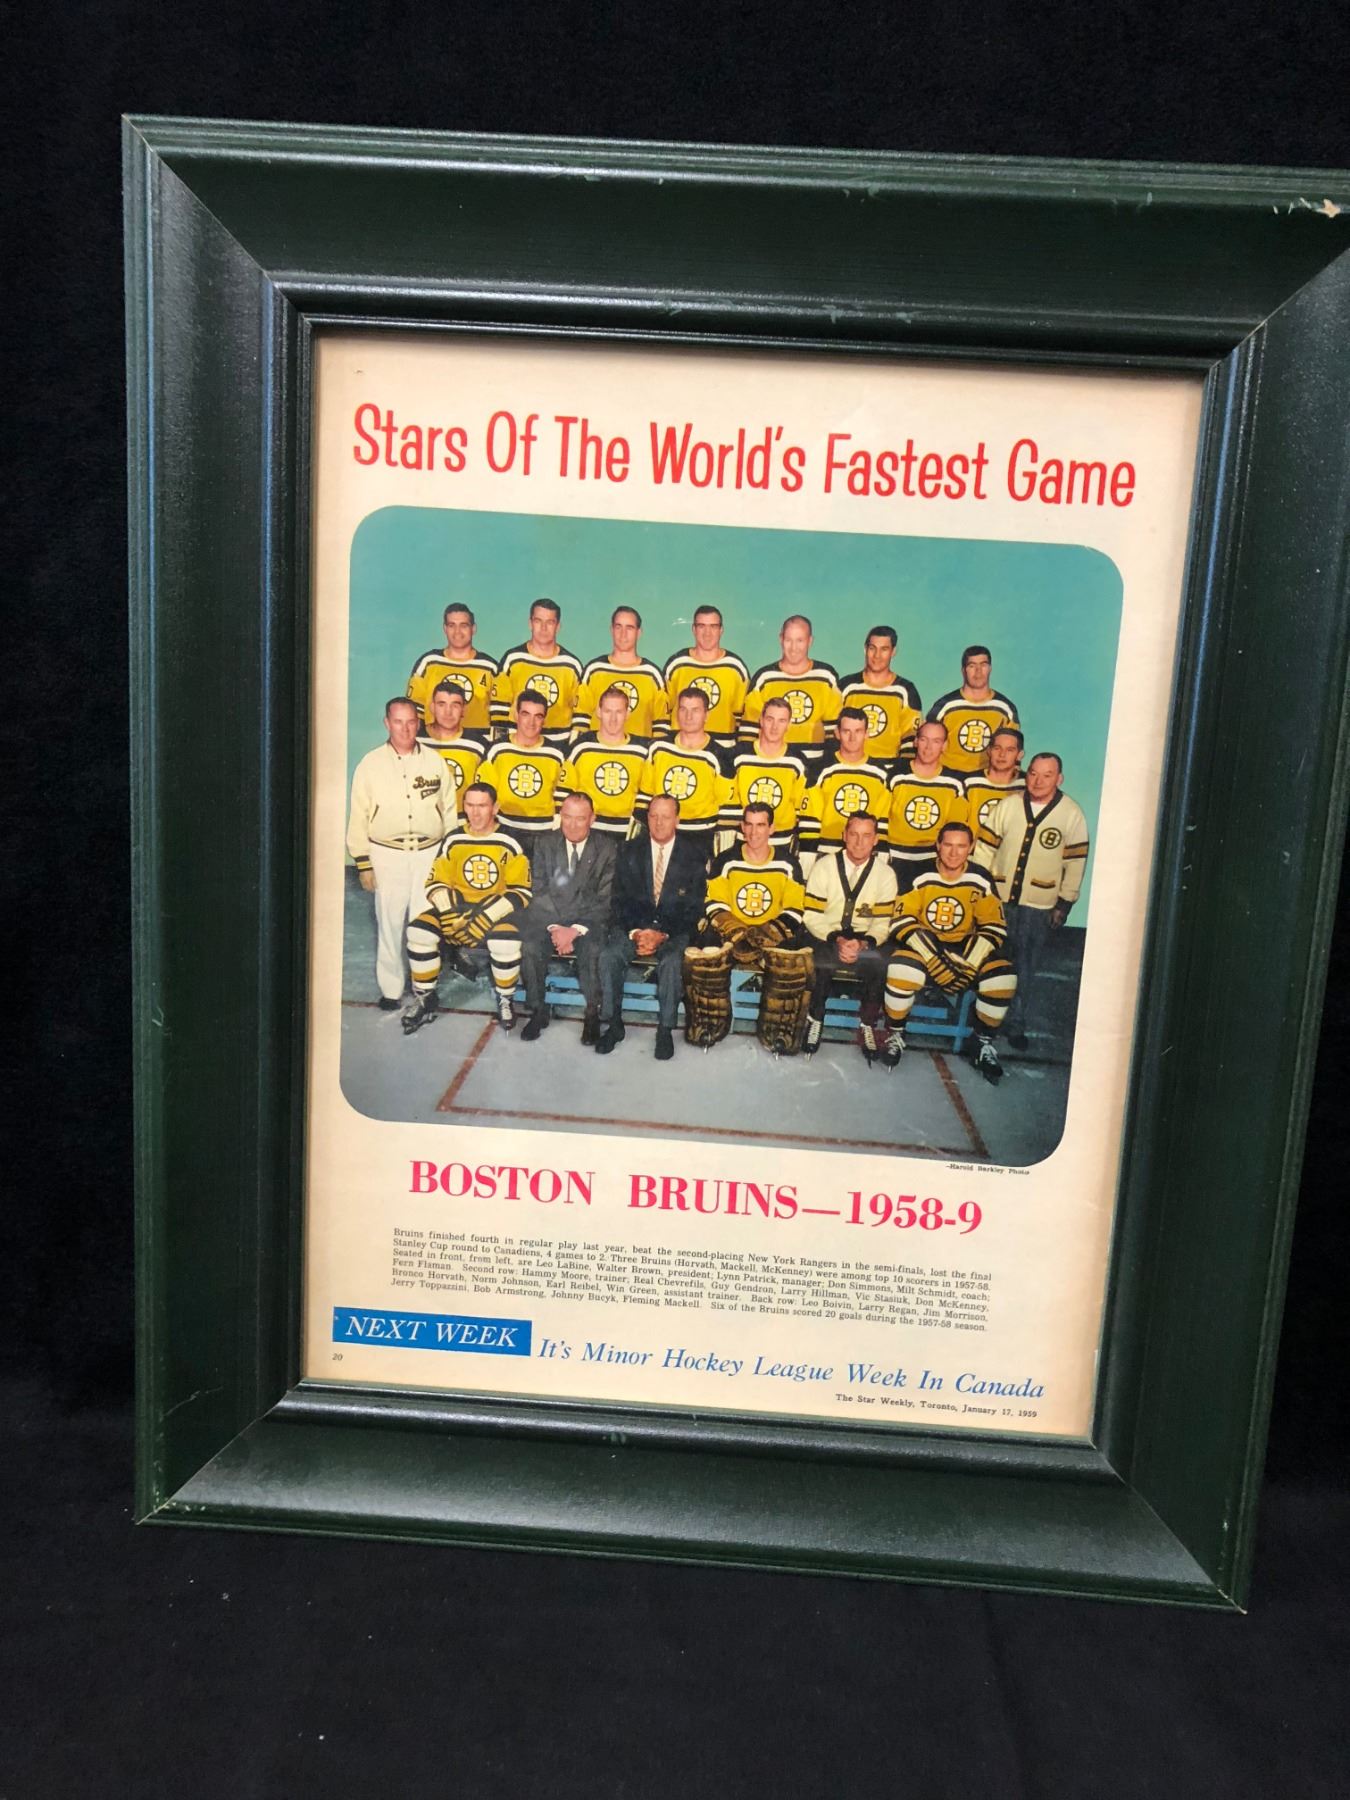 Stars Of The World's Fastest Game
—Harold Barkley Photo
BOSTON BRUINS—1958-9
Bruins finished fourth in regular play last year, beat the second-placing New York Rangers in the semi-finals, lost the final
Stanley Cup round to Canadiens, 4 games to 2. Three Bruins (Horvath, Mackell, McKenney) were among top 10 scorers in 1957-58.
Seated in front, from left, are Leo LaBine, Walter Brown, president; Lynn Patrick, manager; Don Simmons, Milt Schmidt, coach;
Fern Flaman. Second row: Hammy Moore, trainer; Real Chevrefils, Guy Gendron, Larry Hillman, Vic Stasiuk, Don McKenney,
Bronco Horvath, Norm Johnson, Earl Reibel, Win Green, assistant trainer. Back row: Leo Boivin, Larry Regan, Jim Morrison,
Jerry Toppazzini, Bob Armstrong, Johnny Bucyk, Fleming Mackell. Six of the Bruins scored 20 goals during the 1957-58 season.
NEXT WEEK It's Minor Hockey League Week In Canada
20
The Star Weekly, Toronto, January 17, 1959